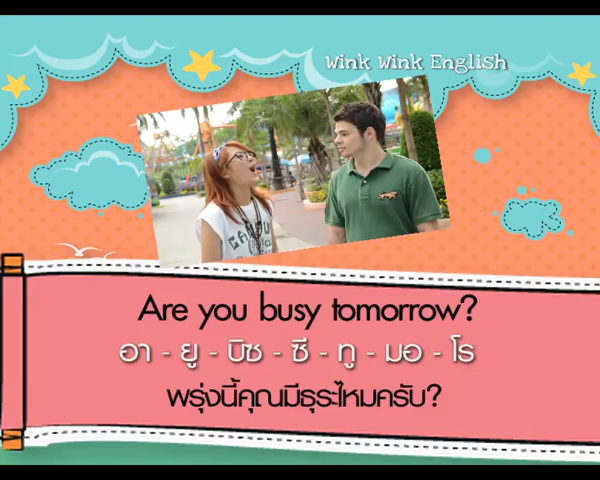 Wink Wink English
Are you busy tomorrow?
อา - ยู - บิซ - ซี - ทู - มอ - โร
พรุ่งนี้คุณมีธุระไหมครับ?